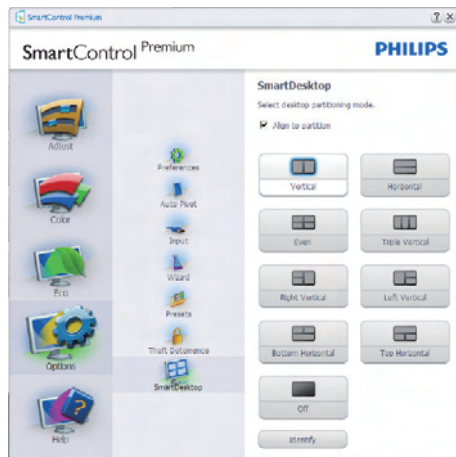 SmartControl Premium
SmartControl Premium
PHILIPS
Adjust
Color
Eco
Options
Help
Preferences
Auto Pivot
Input
Wizard
Presets
Theft Deterrence
SmartDesktop
SmartDesktop
Select desktop partitioning mode.
Align to partition
Vertical
Horizontal
Even
Triple Vertical
Right Vertical
Left Vertical
Bottom Horizontal
Top Horizontal
Off
Identify